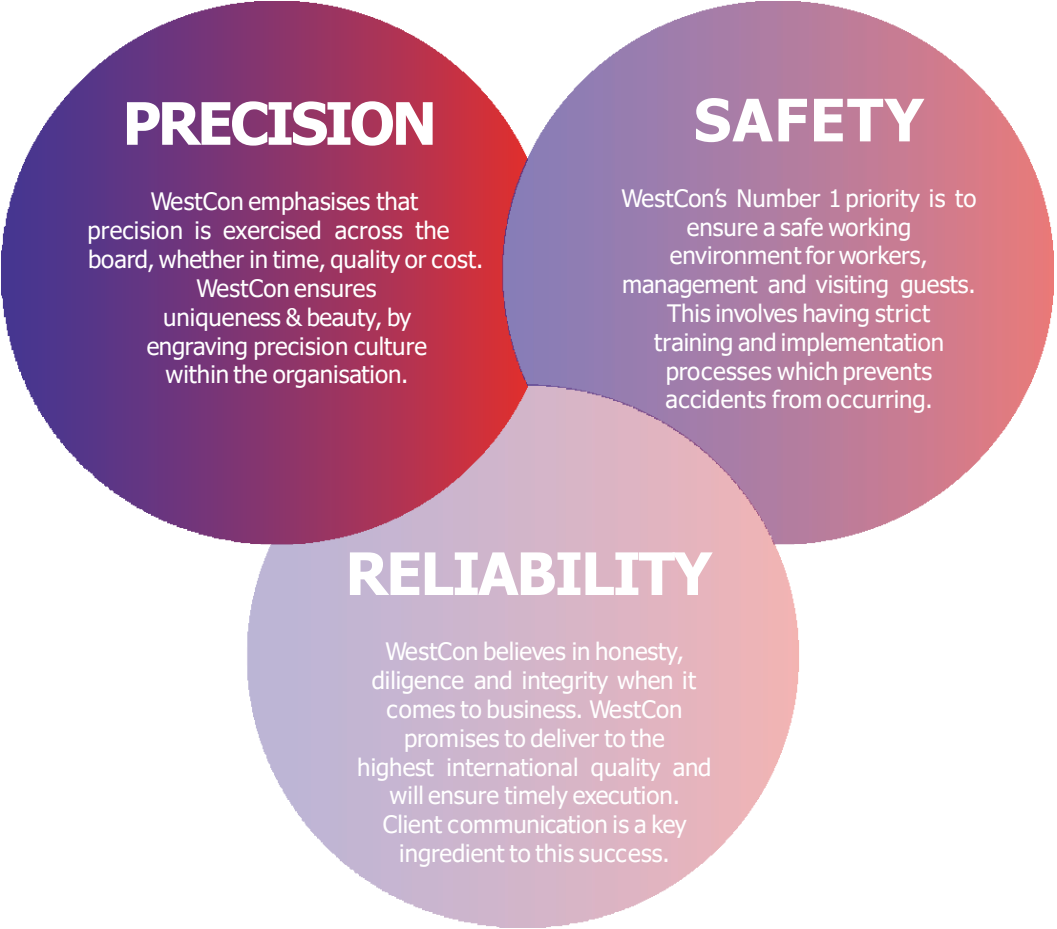 PRECISION
WestCon emphasises that
precision is exercised across the
board, whether in time, quality or cost.
WestCon ensures
uniqueness & beauty, by
engraving precision culture
within the organisation.
SAFETY
WestCon’s Number 1 priority is to
ensure a safe working
environment for workers,
management and visiting guests.
This involves having strict
training and implementation
processes which prevents
accidents from occurring.
RELIABILITY
WestCon believes in honesty,
diligence and integrity when it
comes to business. WestCon
promises to deliver to the
highest international quality and
will ensure timely execution.
Client communication is a key
ingredient to this success.